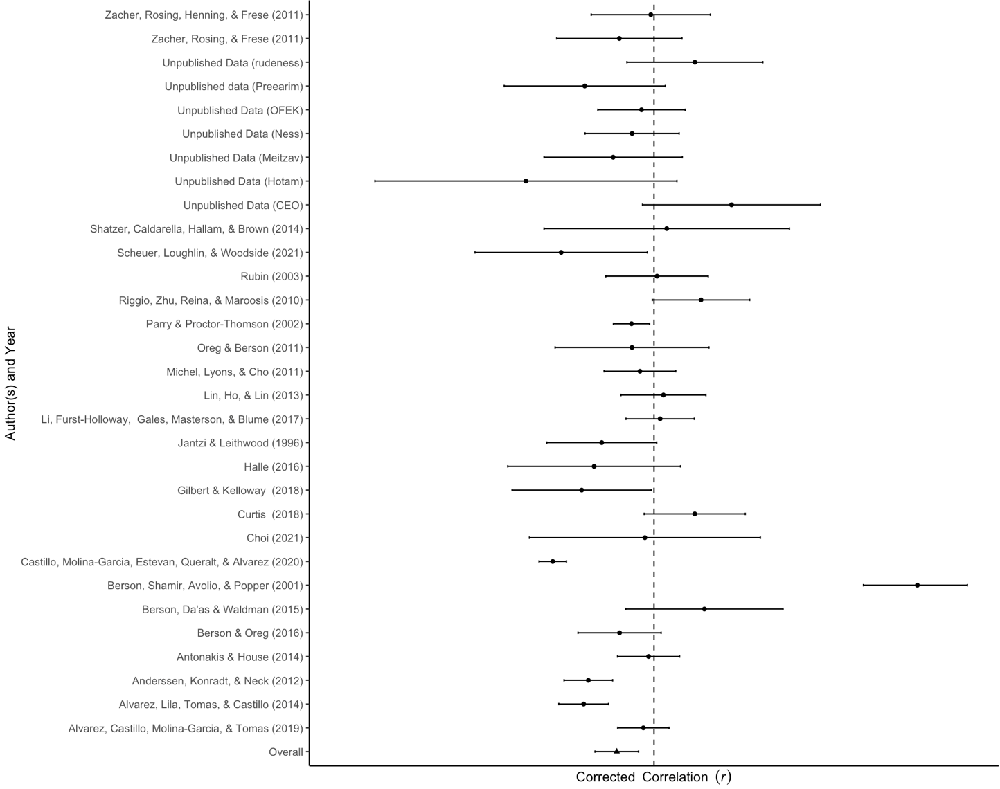 Zacher, Rosing, Henning, & Frese (2011)
Zacher, Rosing, & Frese (2011)
Unpublished Data (rudeness)
Unpublished data (Preearim)
Unpublished Data (OFEK)
Unpublished Data (Ness)
Unpublished Data (Meitzav)
Unpublished Data (Hotam)
Unpublished Data (CEO)
Shatzer, Caldarella, Hallam, & Brown (2014)
Scheuer, Loughlin, & Woodside (2021)
Rubin (2003)
Riggio, Zhu, Reina, & Maroosis (2010)
Parry & Proctor-Thomson (2002)
Oreg & Berson (2011)
Michel, Lyons, & Cho (2011)
Lin, Ho, & Lin (2013)
Li, Furst-Holloway,  Gales, Masterson, & Blume (2017)
Jantzi & Leithwood (1996)
Halle (2016)
Gilbert & Kelloway  (2018)
Curtis  (2018)
Choi (2021)
Castillo, Molina-Garcia, Estevan, Queralt, & Alvarez (2020)
Berson, Shamir, Avolio, & Popper (2001)
Berson, Da'as & Waldman (2015)
Berson & Oreg (2016)
Antonakis & House (2014)
Anderssen, Konradt, & Neck (2012)
Alvarez, Lila, Tomas, & Castillo (2014)
Alvarez, Castillo, Molina-Garcia, & Tomas (2019)
Overall
Author(s) and Year
Corrected  Correlation  (r)